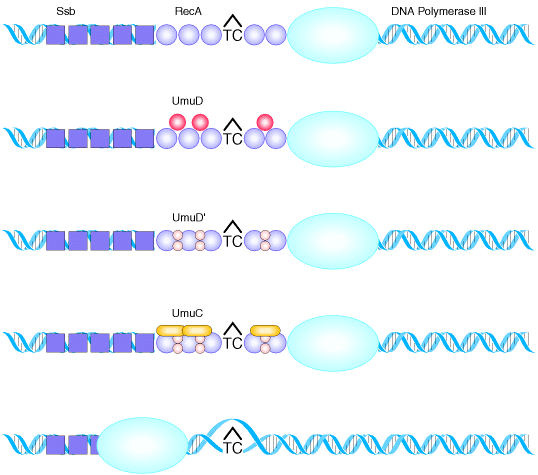 Ssb RecA DNA Polymerase III
TC
UmuD
TC
UmuD'
TC
UmuC
TC
TC